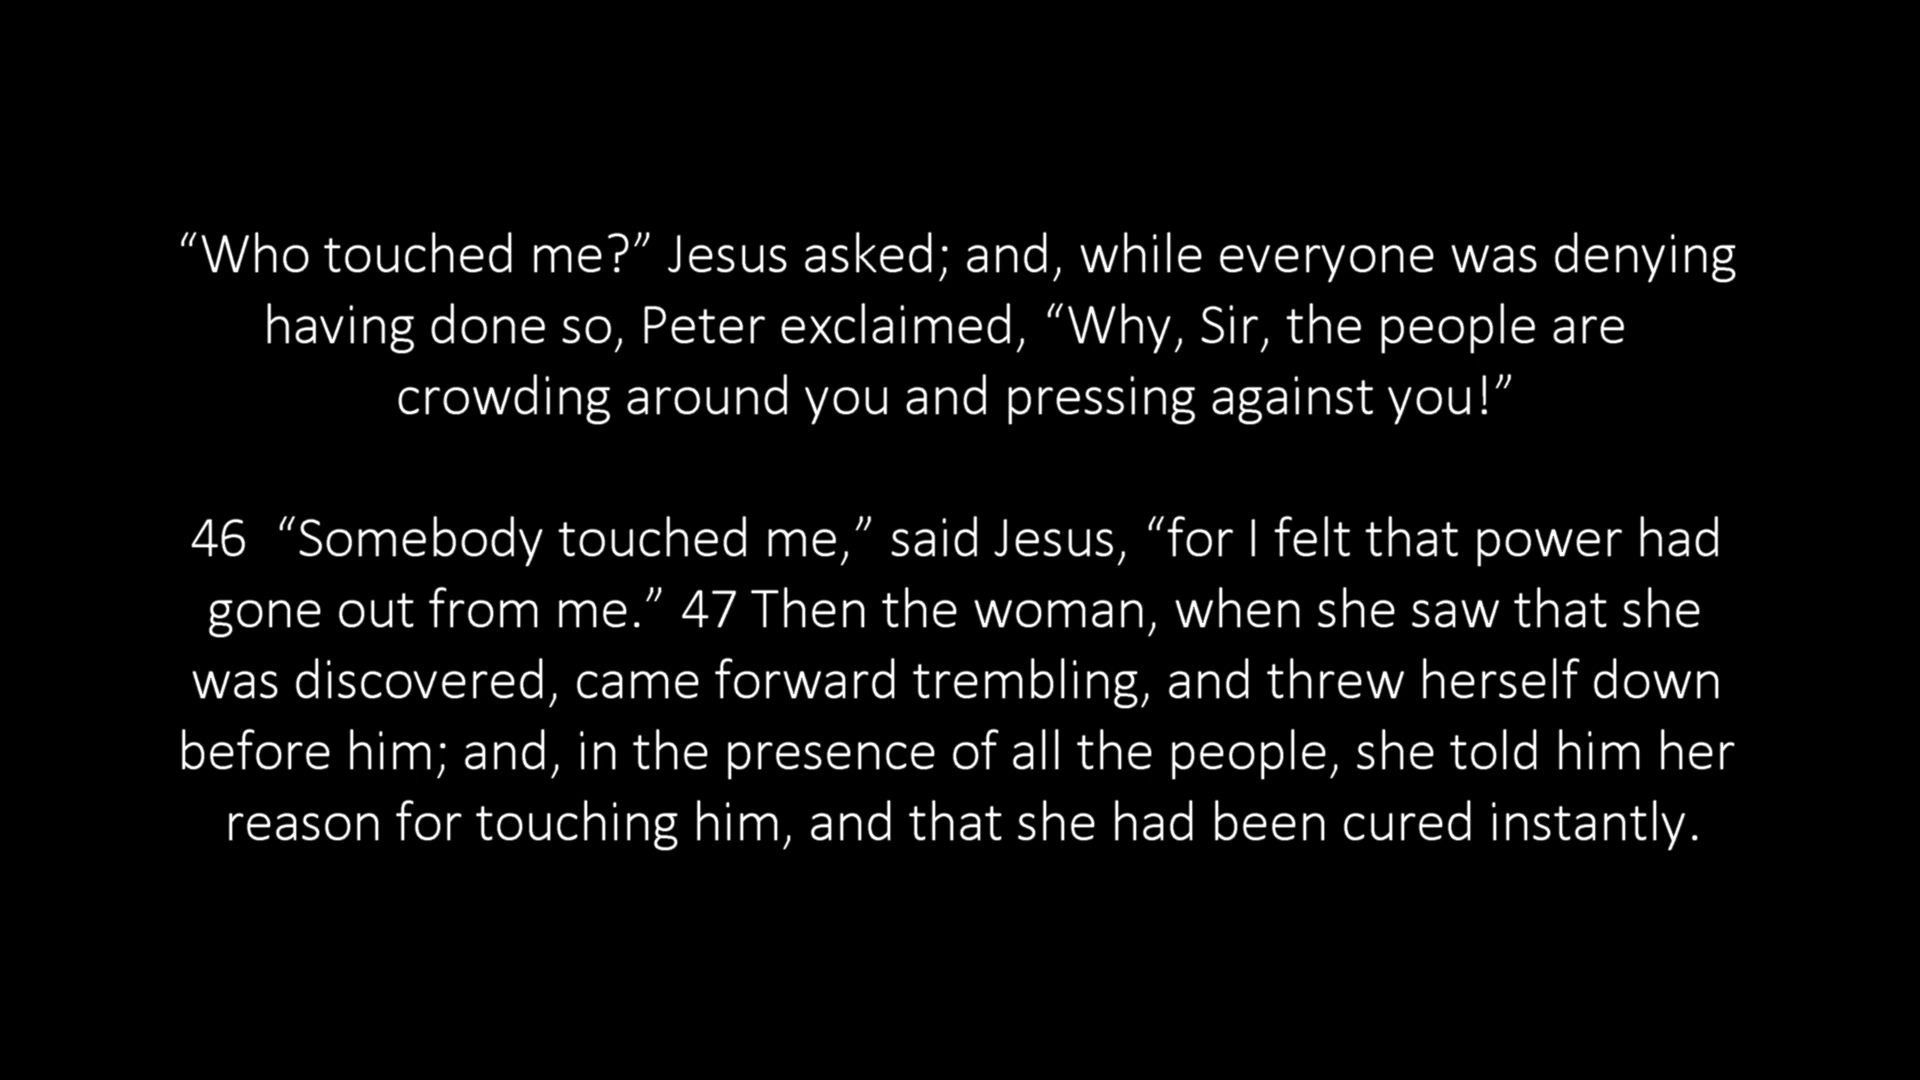 “Who touched me?” Jesus asked; and, while everyone was denying
having done so, Peter exclaimed, “Why, Sir, the people are
crowding around you and pressing against you!”
46  “Somebody touched me,” said Jesus, “for I felt that power had
gone out from me.” 47 Then the woman, when she saw that she
was discovered, came forward trembling, and threw herself down
before him; and, in the presence of all the people, she told him her
reason for touching him, and that she had been cured instantly.